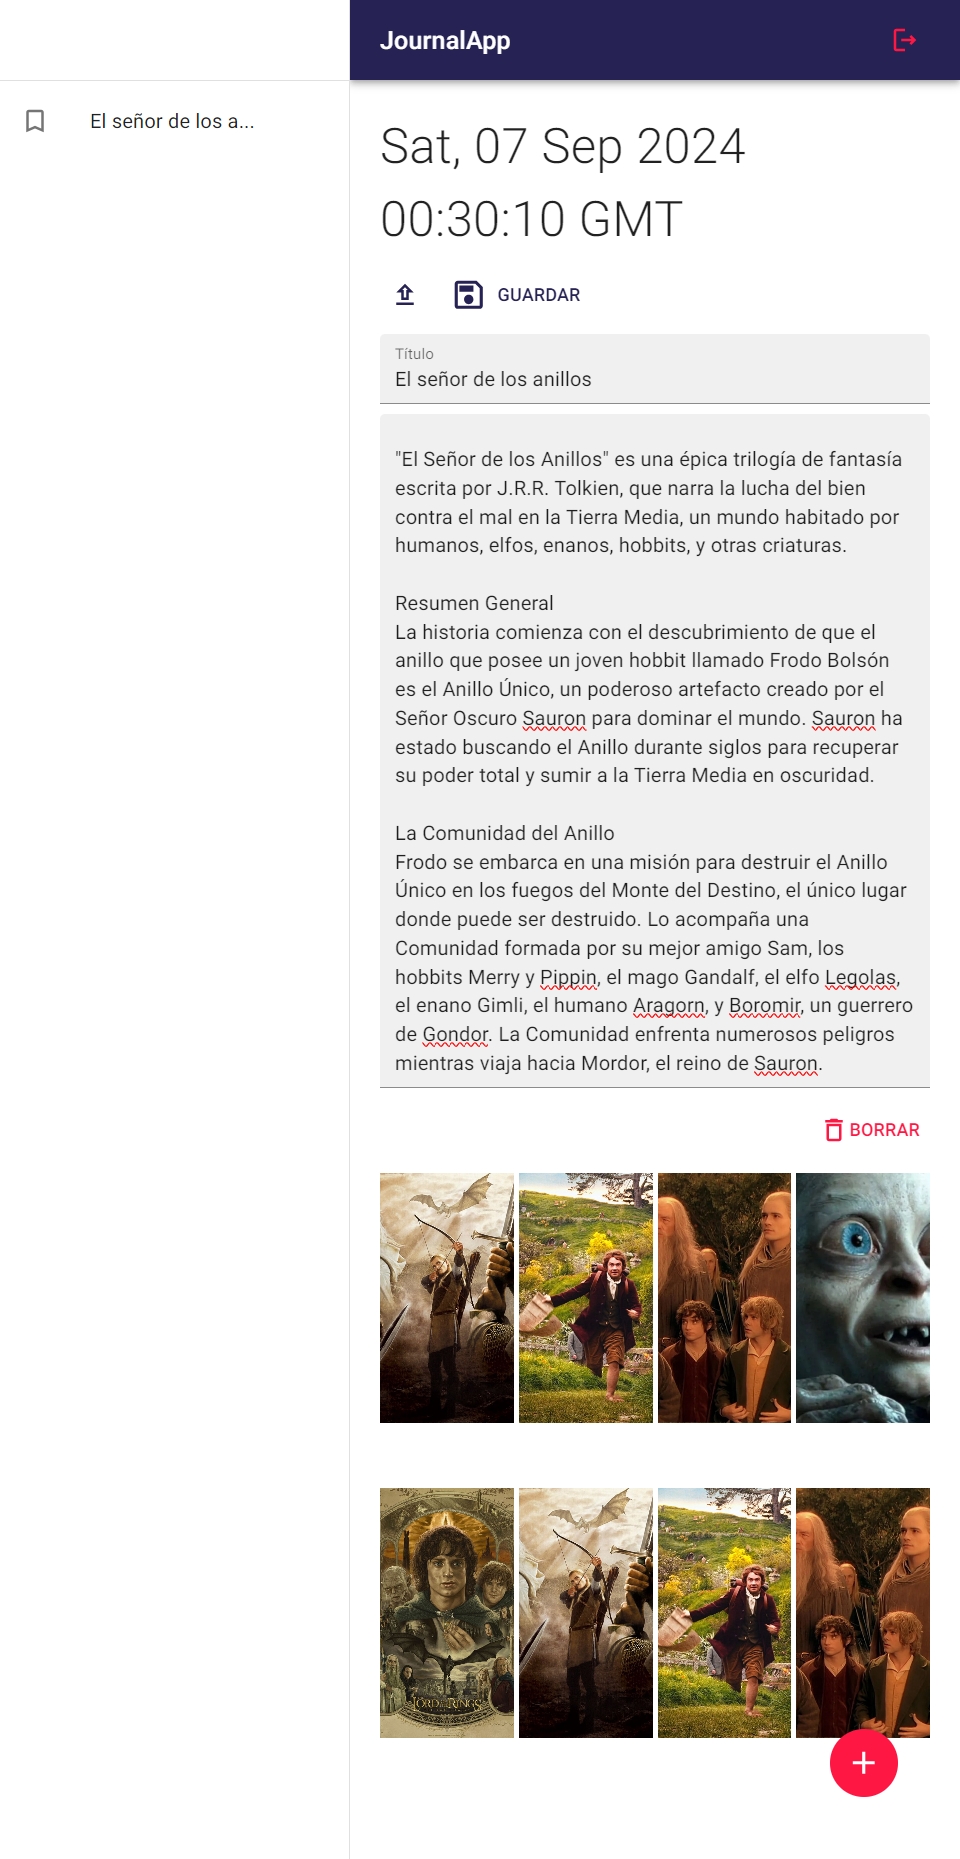 JournalApp
El señor de los a...
Sat, 07 Sep 2024
00:30:10 GMT
GUARDAR
Título
El señor de los anillos
"El Señor de los Anillos" es una épica trilogía de fantasía
escrita por J.R.R. Tolkien, que narra la lucha del bien
contra el mal en la Tierra Media, un mundo habitado por
humanos, elfos, enanos, hobbits, y otras criaturas.
Resumen General
La historia comienza con el descubrimiento de que el
anillo que posee un joven hobbit llamado Frodo Bolsón
es el Anillo Único, un poderoso artefacto creado por el
Señor Oscuro Sauron para dominar el mundo. Sauron ha
estado buscando el Anillo durante siglos para recuperar
su poder total y sumir a la Tierra Media en oscuridad.
La Comunidad del Anillo
Frodo se embarca en una misión para destruir el Anillo
Único en los fuegos del Monte del Destino, el único lugar
donde puede ser destruido. Lo acompaña una
Comunidad formada por su mejor amigo Sam, los
hobbits Merry y Pippin, el mago Gandalf, el elfo Legolas,
el enano Gimli, el humano Aragorn, y Boromir, un guerrero
de Gondor. La Comunidad enfrenta numerosos peligros
mientras viaja hacia Mordor, el reino de Sauron.
BORRAR
THE LORD OF THE RINGS